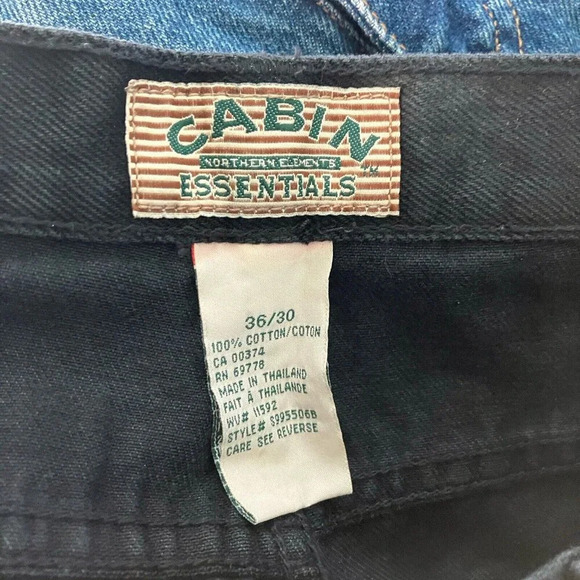 CABIN
NORTHERN ELEMENTS
TM
ESSENTIALS
36/30
100% COTTON/COTON
CA 00374
RN 69778
MADE IN THAILAND
FAIT À THAILANDE
WU# 11592
STYLE# S995506B
CARE SEE REVERSE